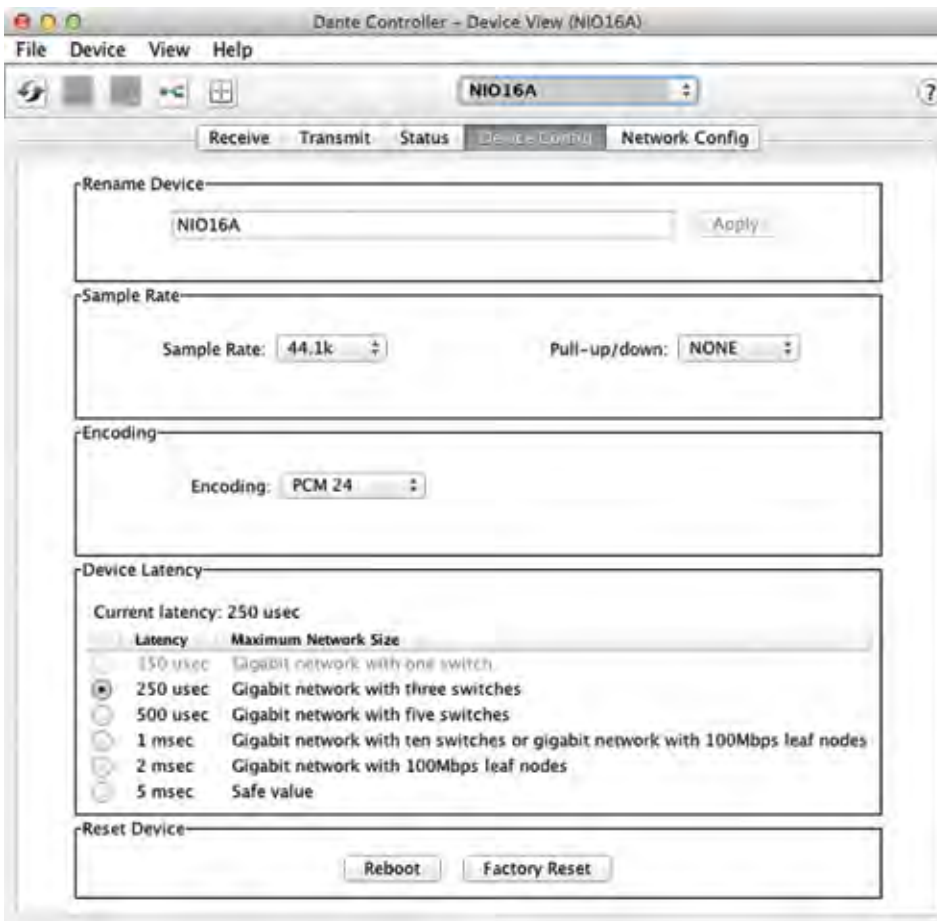 Dante Controller – Device View (NIO16A)
File Device View Help
NIO16A
?
Receive Transmit Status Device Config Network Config
Rename Device
NIO16A Apply
Sample Rate
Sample Rate: 44.1k Pull-up/down: NONE
Encoding
Encoding: PCM 24
Device Latency
Current latency: 250 usec
Latency Maximum Network Size
150 usec Gigabit network with one switch
250 usec Gigabit network with three switches
500 usec Gigabit network with five switches
1 msec Gigabit network with ten switches or gigabit network with 100Mbps leaf nodes
2 msec Gigabit network with 100Mbps leaf nodes
5 msec Safe value
Reset Device
Reboot Factory Reset